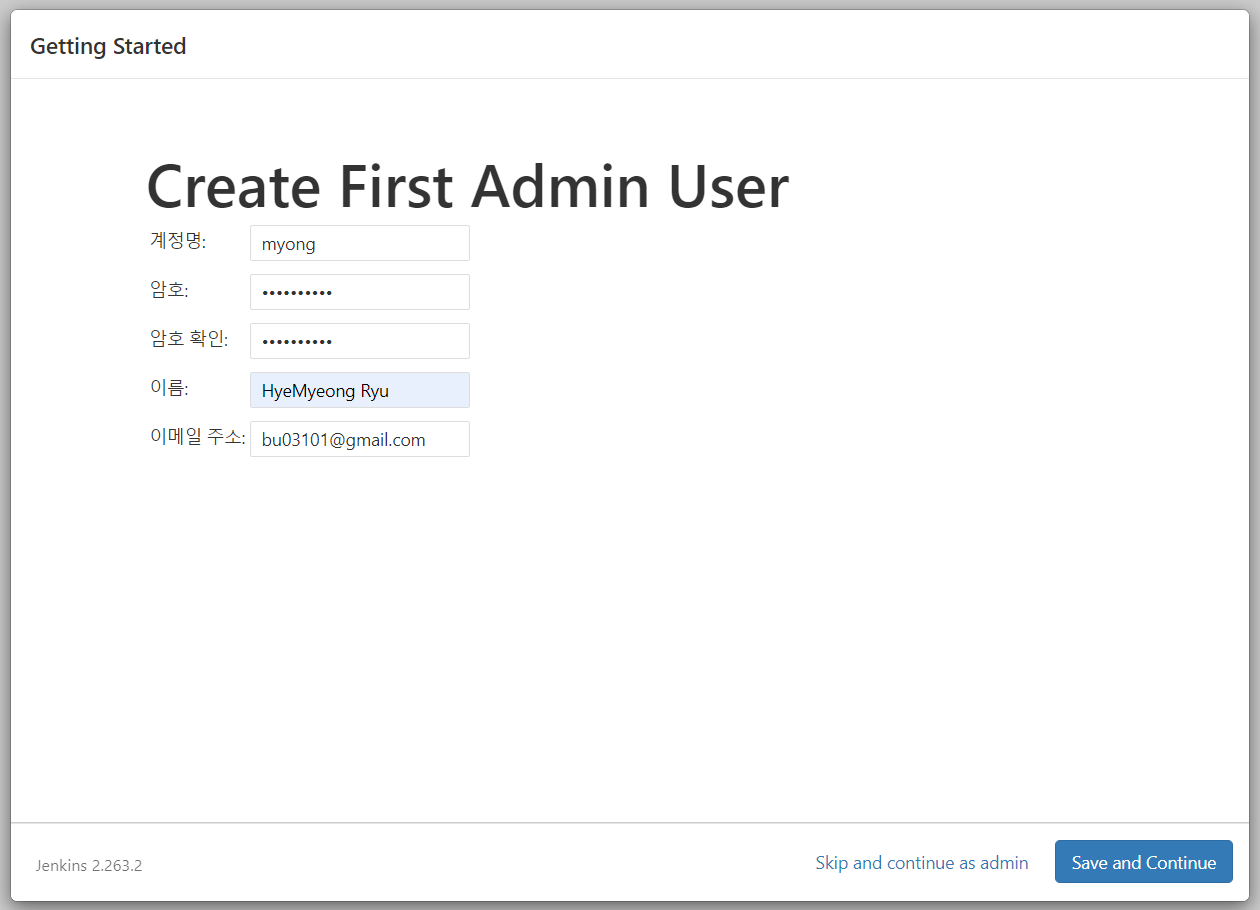 Getting Started
Create First Admin User
계정명: myong
암호: ••••••••••
암호 확인: ••••••••••
이름: HyeMyeong Ryu
이메일 주소: bu03101@gmail.com
Jenkins 2.263.2 Skip and continue as admin Save and Continue